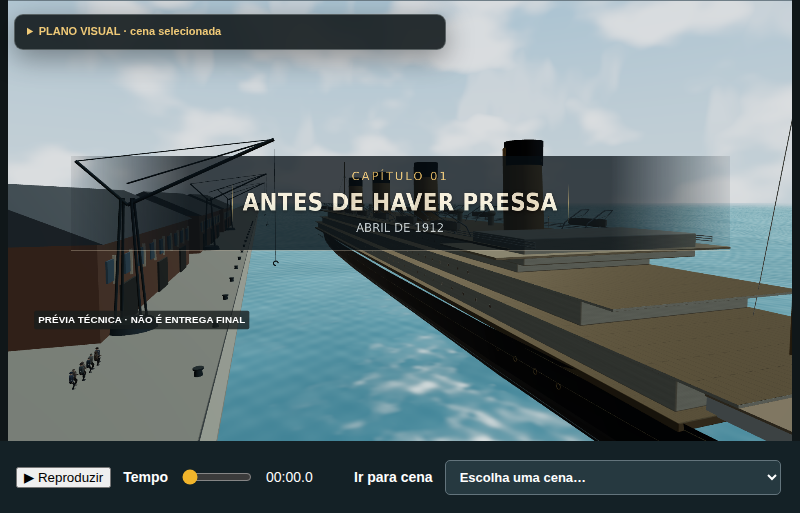 ▶ PLANO VISUAL · cena selecionada
CAPÍTULO 01
ANTES DE HAVER PRESSA
ABRIL DE 1912
PRÉVIA TÉCNICA · NÃO É ENTREGA FINAL
▶ Reproduzir Tempo 00:00.0 Ir para cena Escolha uma cena…